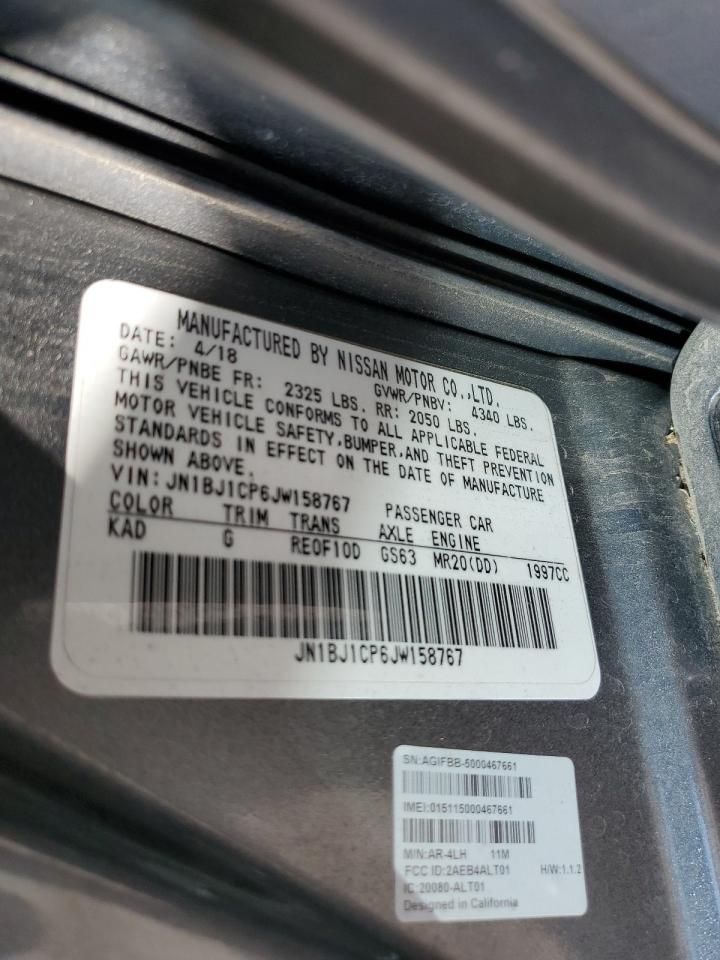 MANUFACTURED BY NISSAN MOTOR CO.,LTD.
DATE: 4/18 GVWR/PNBV: 4340 LBS.
GAWR/PNBE FR: 2325 LBS. RR: 2050 LBS.
THIS VEHICLE CONFORMS TO ALL APPLICABLE FEDERAL
MOTOR VEHICLE SAFETY,BUMPER,AND THEFT PREVENTION
STANDARDS IN EFFECT ON THE DATE OF MANUFACTURE
SHOWN ABOVE.
VIN: JN1BJ1CP6JW158767 PASSENGER CAR
COLOR TRIM TRANS AXLE ENGINE
KAD G RE0F10D GS63 MR20(DD) 1997CC
JN1BJ1CP6JW158767
SN:AGIFBB-5000467661
IMEI:015115000467661
M/N:AR-4LH 11M
FCC ID:2AEB4ALT01 H/W:1.1.2
IC:20080-ALT01
Designed in California